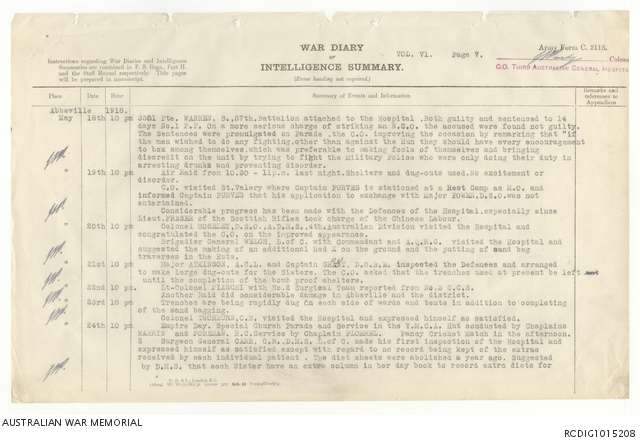 WAR DIARY
or
INTELLIGENCE SUMMARY.
(Erase heading not required).
VOL. VI. Page V.
Army Form C. 2118.
Colonel
C.O. THIRD AUSTRALIAN GENERAL HOSPITAL
Instructions regarding War Diaries and Intelligence
Summaries are contained in F. S. Regs., Part II.
and the Staff Manual respectively. Title pages
will be prepared in manuscript.
Place Date Hour Summary of Events and Information Remarks and references to Appendices
Abbeville 1918.
May 18th 10 pm Pte. WARREN, B., 57th. Battalion attached to the Hospital. Both guilty and sentenced to 14
days No.1 F.P. On a more serious charge of striking an N.C.O. the accused were found not guilty.
The Sentences were promulgated on Parade, the C.O. improving the occasion by remarking that "if
the men wished to do any fighting, other than against the Hun they should have every encouragement
to box among themselves, which was preferable to making fools of themselves and bringing
discredit on the unit by trying to fight the Military Police who were only doing their duty in
arresting drunks and preventing disorder.
" 19th 10 pm Air Raid from 10.20 - 11p.m. last night. Shelters and dug-outs used. No excitement or
disorder.
C.O. visited St.Valery where Captain is stationed at a Rest Camp as M.O. and
informed Captain that his application to exchange with Major POWER, D.S.O. was not
entertained.
Considerable progress has been made with the Defences of the Hospital, especially since
Lieut. FRASER of the Scottish Rifles took charge of the Chinese Labour.
" 20th 10 pm Colonel D.S.O., A.D.M.S., 4th. Australian Division visited the Hospital and
congratulated the C.O. on the improved appearance.
Brigadier General WELCH, L.of C. with Commandant and A.Q.M.G. visited the Hospital and
suggested the making of an additional Red X on the ground and the putting of sand bag
traverses in the Huts.
" 21st 10 pm Major ATKINSON, A.C.I. and Captain D.O.R.E. inspected the Defences and arranged
to make larger dug-outs for the Sisters. The C.O. asked that the trenches used at present be left
until the completion of the bomb proof shelters.
" 22nd 10 pm. Lt-Colonel with No.2 Surgical Team reported from No.5 C.C.S.
Another Raid did considerable damage in Abbeville and the district.
" 23rd 10 pm Trenches are being rapidly dug on each side of wards and tents in addition to completing
of the sand bagging.
Colonel C.E. visited the Hospital and expressed himself as satisfied.
" 24th 10 pm Empire Day. Special Church Parade and Service in the Y.M.C.A. Hut conducted by Chaplains
and R.C. Service by Chaplain Fancy Cricket Match in the afternoon.
Surgeon General CARR, C.B., D.M.S. L.of C. made his first inspection of the Hospital and
expressed himself as satisfied except with regard to no record being kept of the extras
received by each individual patient. The diet sheets were abolished a year ago. Suggested
by D.M.S. that each Sister have an extra column in her day book to record extra diets for
AUSTRALIAN WAR MEMORIAL
RCDIG1015208